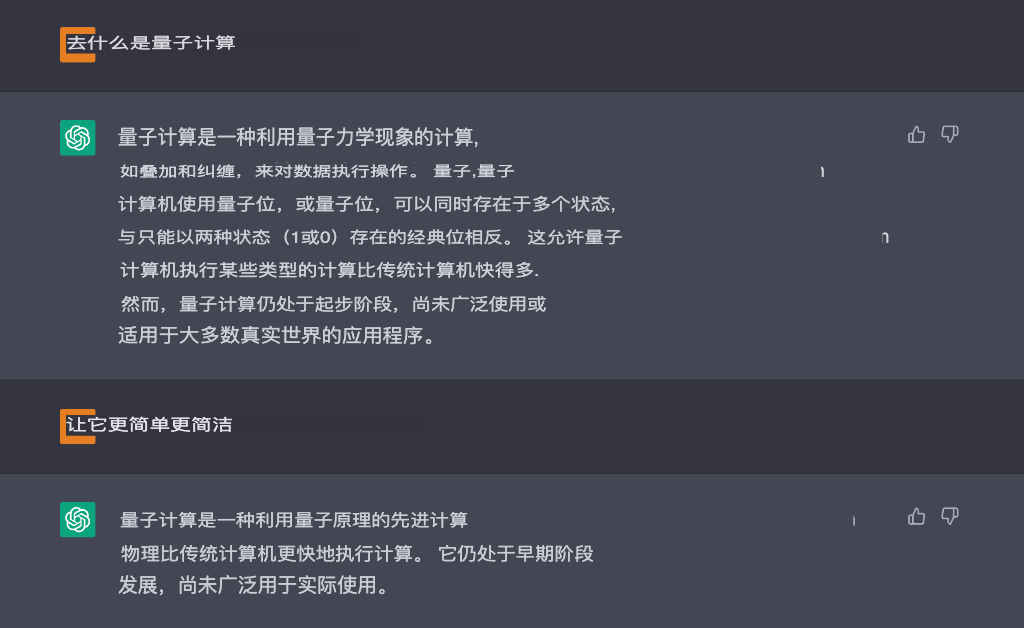 去什么是量子计算
量子计算是一种利用量子力学现象的计算,
如叠加和纠缠，来对数据执行操作。 量子,量子
计算机使用量子位，或量子位，可以同时存在于多个状态,
与只能以两种状态（1或0）存在的经典位相反。 这允许量子
计算机执行某些类型的计算比传统计算机快得多.
然而，量子计算仍处于起步阶段，尚未广泛使用或
适用于大多数真实世界的应用程序。
让它更简单更简洁
量子计算是一种利用量子原理的先进计算
物理比传统计算机更快地执行计算。 它仍处于早期阶段
发展，尚未广泛用于实际使用。